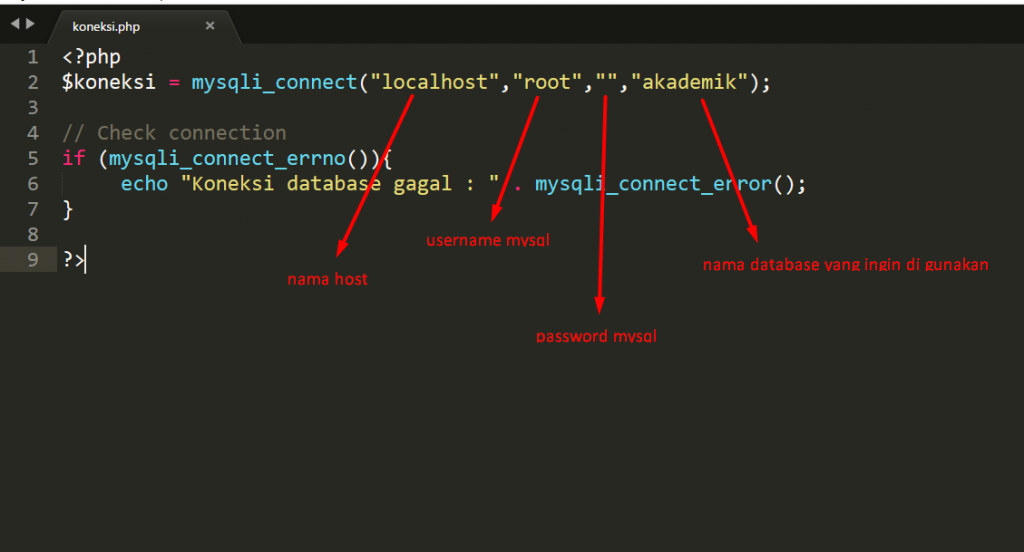 koneksi.php ×
1 <?php
2 $koneksi = mysqli_connect("localhost","root","","akademik");
3
4 // Check connection
5 if (mysqli_connect_errno()){
6 echo "Koneksi database gagal : " . mysqli_connect_error();
7 }
8
9 ?>
username mysql
nama database yang ingin di gunakan
nama host
password mysql